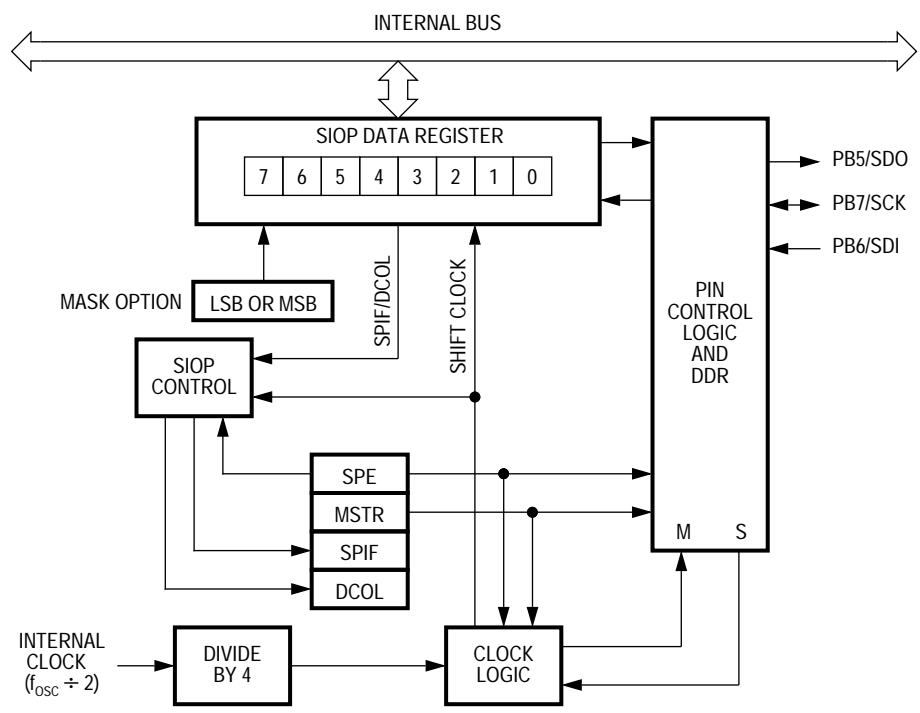 INTERNAL BUS
SIOP DATA REGISTER
7 6 5 4 3 2 1 0
PB5/SDO
PB7/SCK
PB6/SDI
MASK OPTION
LSB OR MSB
SPIF/DCOL
SHIFT CLOCK
PIN
CONTROL
LOGIC
AND
DDR
SIOP
CONTROL
SPE
MSTR
SPIF
DCOL
M S
INTERNAL
CLOCK
(fOSC ÷ 2)
DIVIDE
BY 4
CLOCK
LOGIC